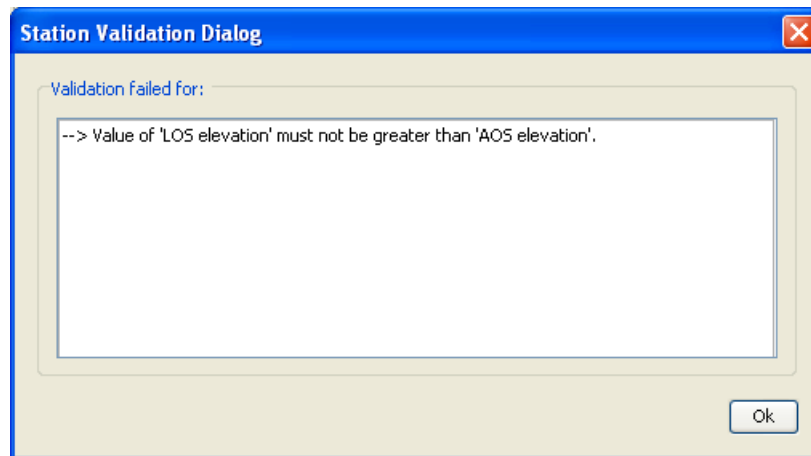 Station Validation Dialog
Validation failed for:
--> Value of 'LOS elevation' must not be greater than 'AOS elevation'.
Ok